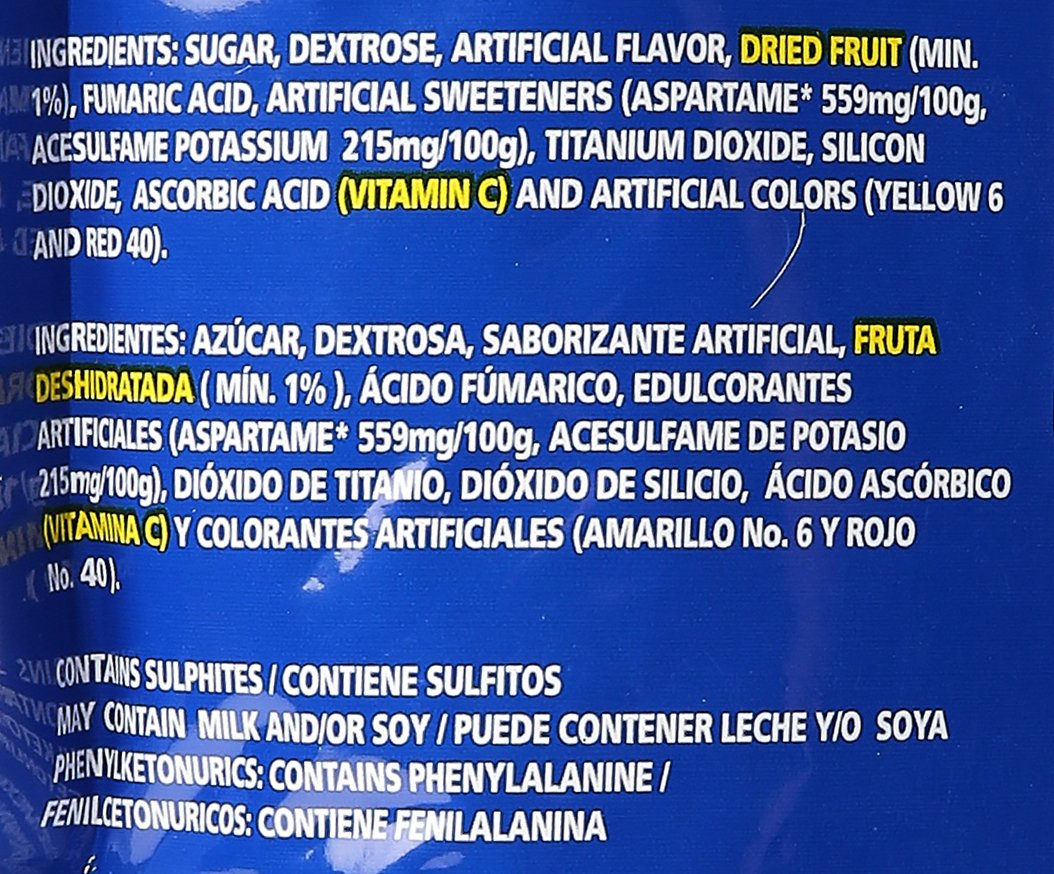 INGREDIENTS: SUGAR, DEXTROSE, ARTIFICIAL FLAVOR, DRIED FRUIT (MIN.
1%), FUMARIC ACID, ARTIFICIAL SWEETENERS (ASPARTAME* 559mg/100g,
ACESULFAME POTASSIUM 215mg/100g), TITANIUM DIOXIDE, SILICON
DIOXIDE, ASCORBIC ACID (VITAMIN C) AND ARTIFICIAL COLORS (YELLOW 6
AND RED 40).
INGREDIENTES: AZÚCAR, DEXTROSA, SABORIZANTE ARTIFICIAL, FRUTA
DESHIDRATADA ( MÍN. 1% ), ÁCIDO FÚMARICO, EDULCORANTES
ARTIFICIALES (ASPARTAME* 559mg/100g, ACESULFAME DE POTASIO
215mg/100g), DIÓXIDO DE TITANIO, DIÓXIDO DE SILICIO, ÁCIDO ASCÓRBICO
(VITAMINA C) Y COLORANTES ARTIFICIALES (AMARILLO No. 6 Y ROJO
No. 40).
CONTAINS SULPHITES / CONTIENE SULFITOS
MAY CONTAIN MILK AND/OR SOY / PUEDE CONTENER LECHE Y/O SOYA
PHENYLKETONURICS: CONTAINS PHENYLALANINE /
FENILCETONURICOS: CONTIENE FENILALANINA